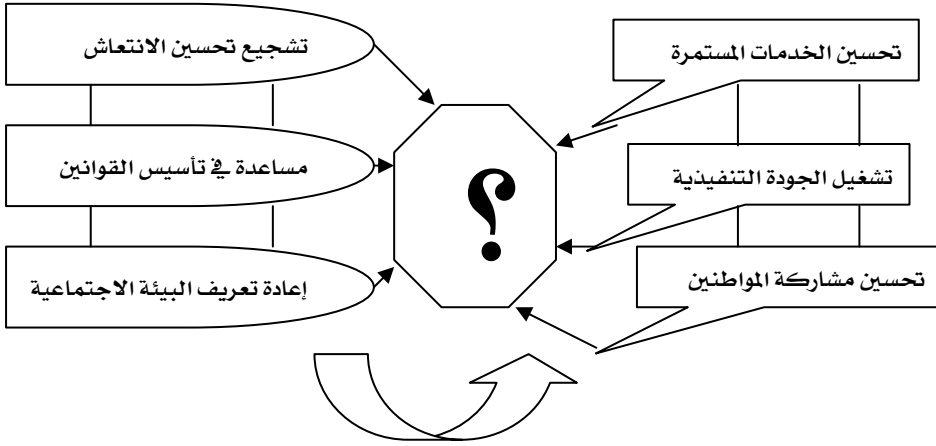 تحسين الخدمات المستمرة
تشغيل الجودة التنفيذية
تحسين مشاركة المواطنين
؟
تشجيع تحسين الانتعاش
مساعدة في تأسيس القوانين
إعادة تعريف البيئة الاجتماعية